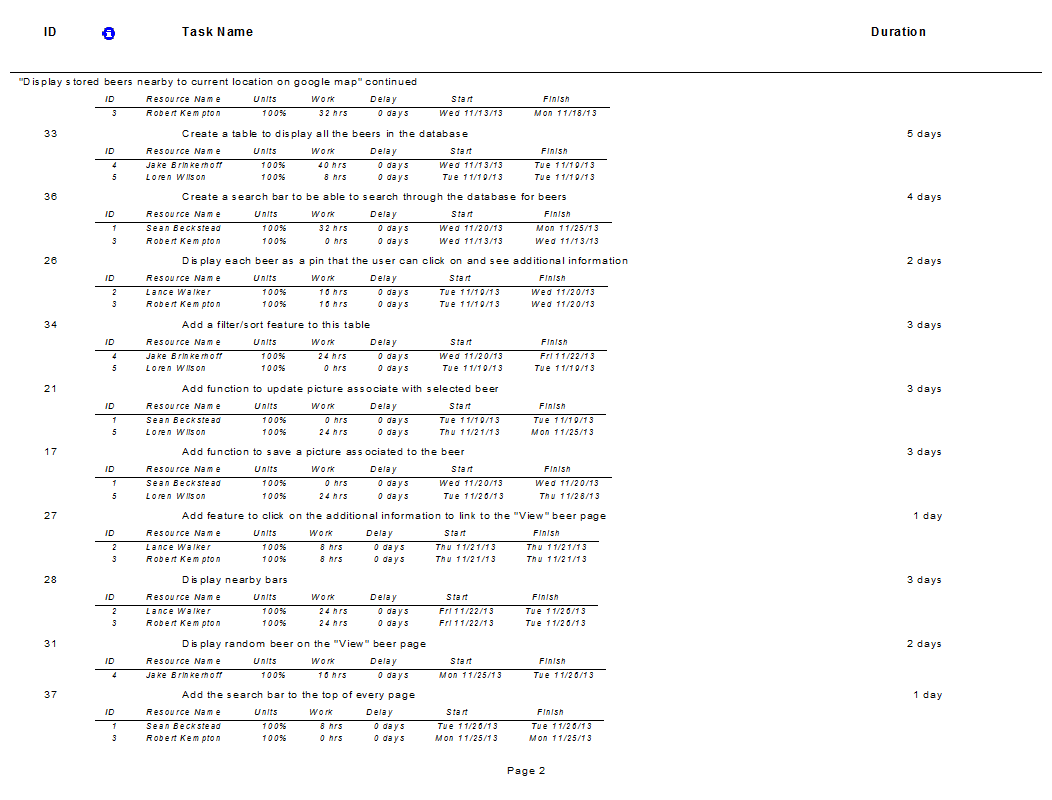 ID Task Name Duration
"Display stored beers nearby to current location on google map" continued
ID Resource Name Units Work Delay Start Finish
3 Robert Kempton 100% 32 hrs 0 days Wed 11/13/13 Mon 11/18/13
33 Create a table to display all the beers in the database 5 days
ID Resource Name Units Work Delay Start Finish
4 Jake Brinkerhoff 100% 40 hrs 0 days Wed 11/13/13 Tue 11/19/13
5 Loren Wilson 100% 8 hrs 0 days Tue 11/19/13 Tue 11/19/13
36 Create a search bar to be able to search through the database for beers 4 days
ID Resource Name Units Work Delay Start Finish
1 Sean Beckstead 100% 32 hrs 0 days Wed 11/20/13 Mon 11/25/13
3 Robert Kempton 100% 0 hrs 0 days Wed 11/13/13 Wed 11/13/13
26 Display each beer as a pin that the user can click on and see additional information 2 days
ID Resource Name Units Work Delay Start Finish
2 Lance Walker 100% 16 hrs 0 days Tue 11/19/13 Wed 11/20/13
3 Robert Kempton 100% 16 hrs 0 days Tue 11/19/13 Wed 11/20/13
34 Add a filter/sort feature to this table 3 days
ID Resource Name Units Work Delay Start Finish
4 Jake Brinkerhoff 100% 24 hrs 0 days Wed 11/20/13 Fri 11/22/13
5 Loren Wilson 100% 0 hrs 0 days Tue 11/19/13 Tue 11/19/13
21 Add function to update picture associate with selected beer 3 days
ID Resource Name Units Work Delay Start Finish
1 Sean Beckstead 100% 0 hrs 0 days Tue 11/19/13 Tue 11/19/13
5 Loren Wilson 100% 24 hrs 0 days Thu 11/21/13 Mon 11/25/13
17 Add function to save a picture associated to the beer 3 days
ID Resource Name Units Work Delay Start Finish
1 Sean Beckstead 100% 0 hrs 0 days Wed 11/20/13 Wed 11/20/13
5 Loren Wilson 100% 24 hrs 0 days Tue 11/26/13 Thu 11/28/13
27 Add feature to click on the additional information to link to the "View" beer page 1 day
ID Resource Name Units Work Delay Start Finish
2 Lance Walker 100% 8 hrs 0 days Thu 11/21/13 Thu 11/21/13
3 Robert Kempton 100% 8 hrs 0 days Thu 11/21/13 Thu 11/21/13
28 Display nearby bars 3 days
ID Resource Name Units Work Delay Start Finish
2 Lance Walker 100% 24 hrs 0 days Fri 11/22/13 Tue 11/26/13
3 Robert Kempton 100% 24 hrs 0 days Fri 11/22/13 Tue 11/26/13
31 Display random beer on the "View" beer page 2 days
ID Resource Name Units Work Delay Start Finish
4 Jake Brinkerhoff 100% 16 hrs 0 days Mon 11/25/13 Tue 11/26/13
37 Add the search bar to the top of every page 1 day
ID Resource Name Units Work Delay Start Finish
1 Sean Beckstead 100% 8 hrs 0 days Tue 11/26/13 Tue 11/26/13
3 Robert Kempton 100% 0 hrs 0 days Mon 11/25/13 Mon 11/25/13
Page 2